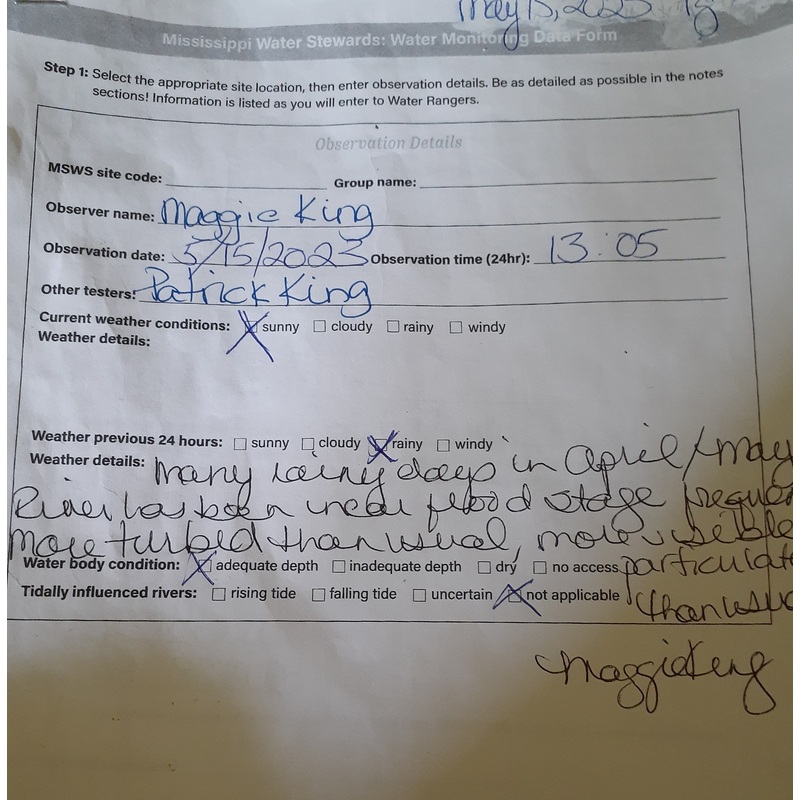 May 15, 2023
Mississippi Water Stewards: Water Monitoring Data Form
Step 1: Select the appropriate site location, then enter observation details. Be as detailed as possible in the notes
sections! Information is listed as you will enter to Water Rangers.
Observation Details
MSWS site code: Group name:
Observer name: Maggie King
Observation date: 5/15/2023 Observation time (24hr): 13:05
Other testers: Patrick King
Current weather conditions: sunny cloudy rainy windy
Weather details:
Weather previous 24 hours: sunny cloudy rainy windy
Weather details: Many rainy days in April/May
River has been near flood stage
more turbid than usual, more visible
Water body condition: adequate depth inadequate depth dry no access particulat
Tidally influenced rivers: rising tide falling tide uncertain not applicable than usu
Maggie King